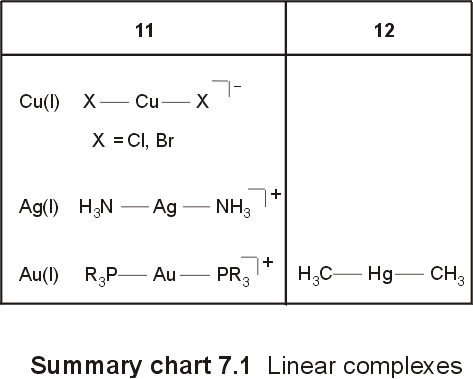 11 12
Cu(I) X — Cu — X ⎤−
X = Cl, Br
Ag(I) H₃N — Ag — NH₃ ⎤+
Au(I) R₃P — Au — PR₃ ⎤+ H₃C — Hg — CH₃
Summary chart 7.1 Linear complexes